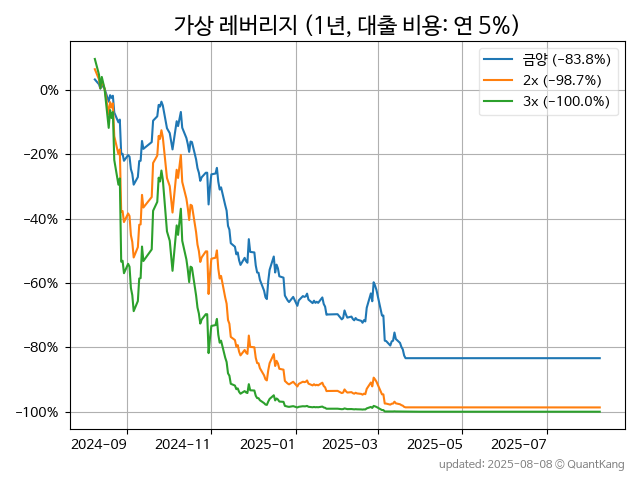 가상 레버리지 (1년, 대출 비용: 연 5%)
금양 (−83.8%)
2x (−98.7%)
3x (−100.0%)
0%
−20%
−40%
−60%
−80%
−100%
2024-09 2024-11 2025-01 2025-03 2025-05 2025-07
updated: 2025-08-08 © QuantKang